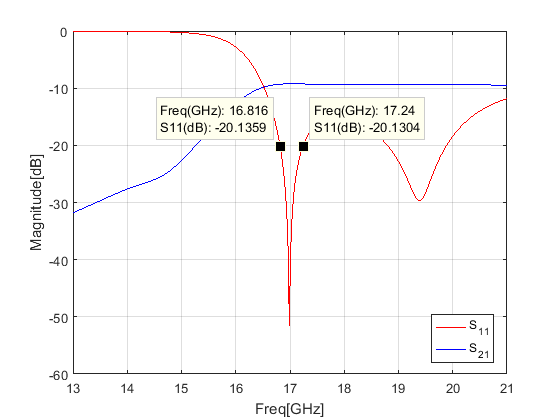 0
-10
-20
-30
-40
-50
-60
Magnitude[dB]
Freq(GHz): 16.816
S11(dB): -20.1359
Freq(GHz): 17.24
S11(dB): -20.1304
S11
S21
13 14 15 16 17 18 19 20 21
Freq[GHz]